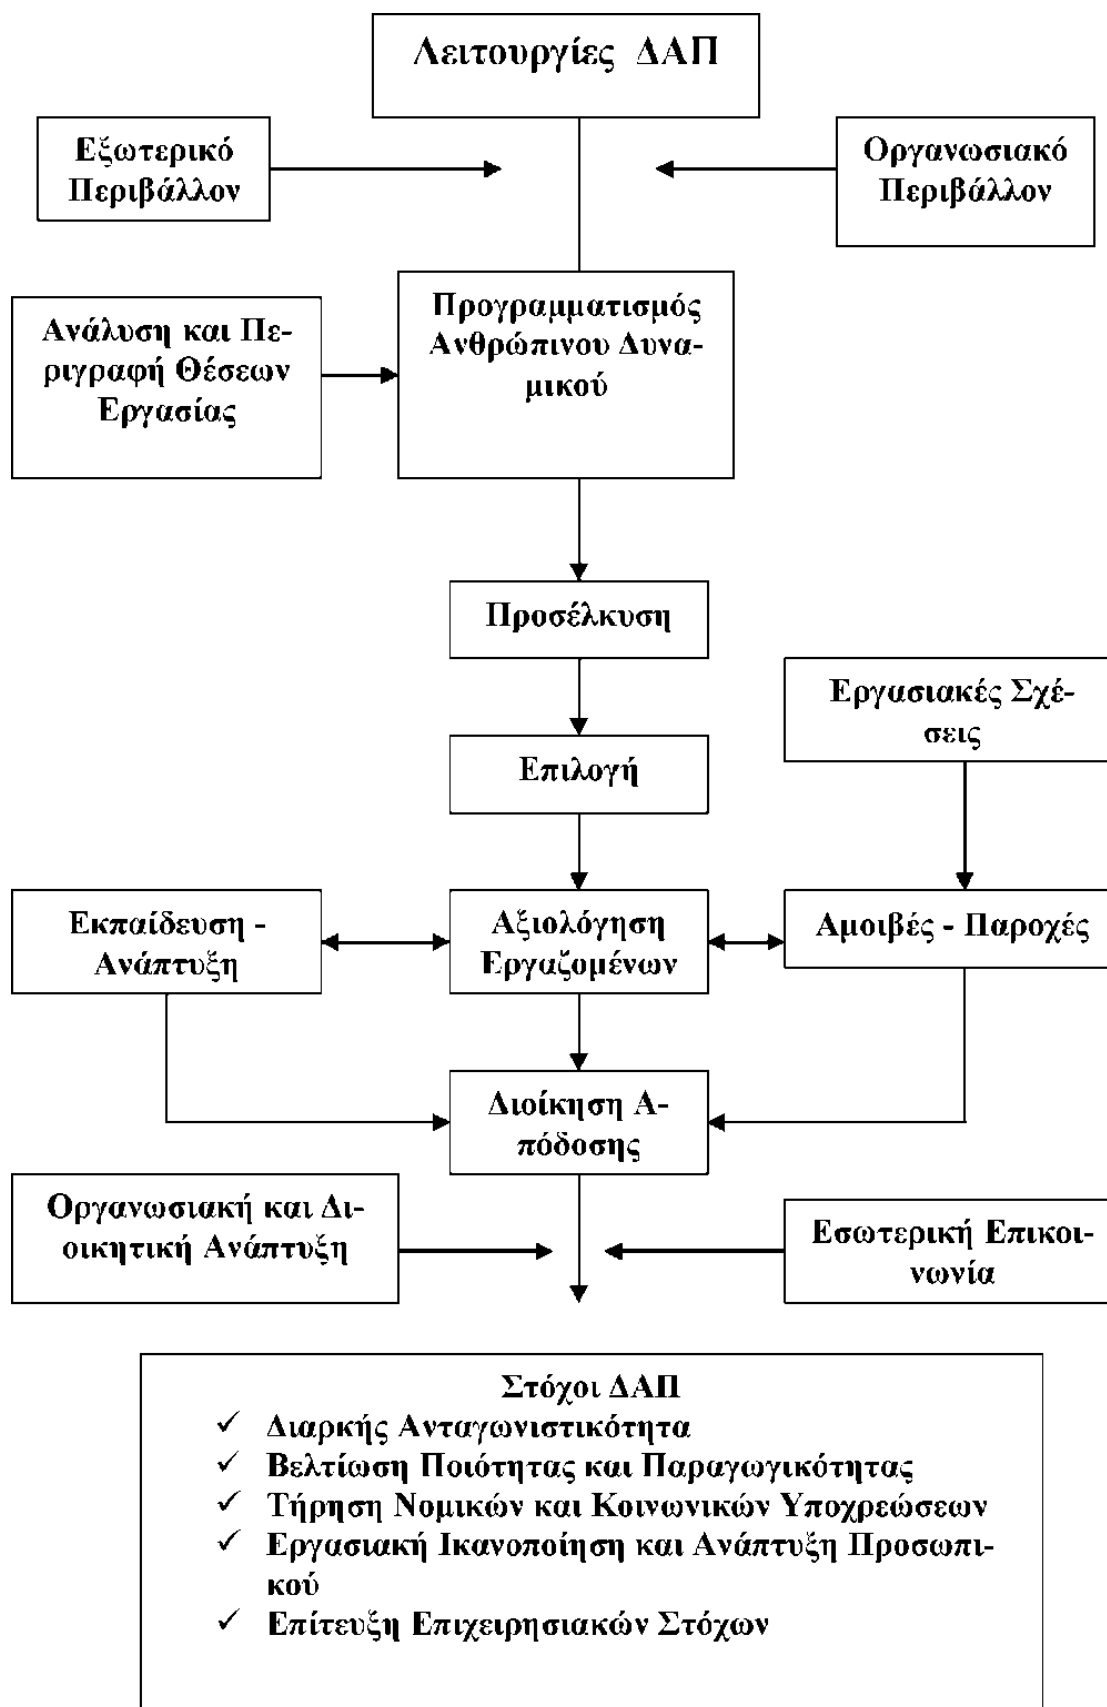 Λειτουργίες ΔΑΠ
Εξωτερικό
Περιβάλλον
Οργανωσιακό
Περιβάλλον
Ανάλυση και Πε-
ριγραφή Θέσεων
Εργασίας
Προγραμματισμός
Ανθρώπινου Δυνα-
μικού
Προσέλκυση
Εργασιακές Σχέ-
σεις
Επιλογή
Εκπαίδευση -
Ανάπτυξη
Αξιολόγηση
Εργαζομένων
Αμοιβές - Παροχές
Διοίκηση Α-
πόδοσης
Οργανωσιακή και Δι-
οικητική Ανάπτυξη
Εσωτερική Επικοι-
νωνία
Στόχοι ΔΑΠ
✓ Διαρκής Ανταγωνιστικότητα
✓ Βελτίωση Ποιότητας και Παραγωγικότητας
✓ Τήρηση Νομικών και Κοινωνικών Υποχρεώσεων
✓ Εργασιακή Ικανοποίηση και Ανάπτυξη Προσωπι-
κού
✓ Επίτευξη Επιχειρησιακών Στόχων